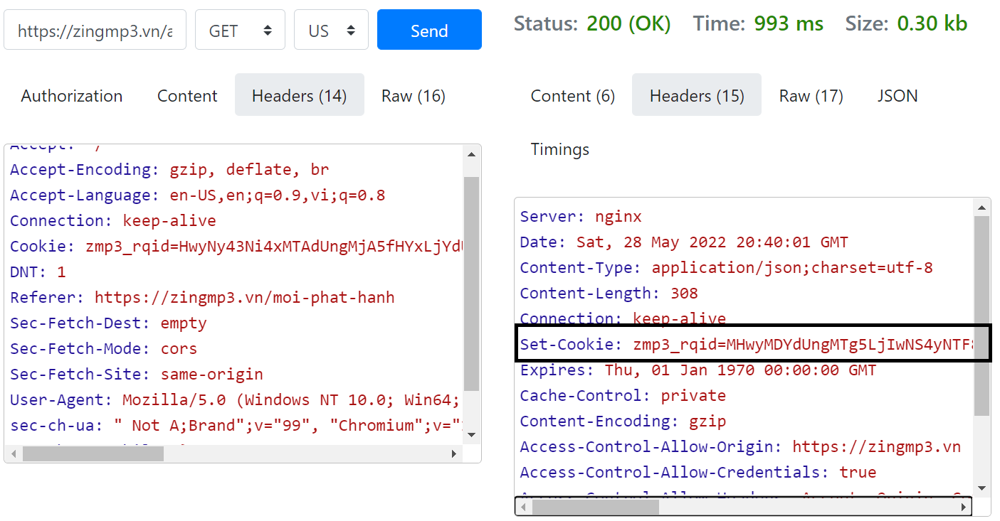 https://zingmp3.vn/a GET US Send
Status: 200 (OK) Time: 993 ms Size: 0.30 kb
Authorization Content Headers (14) Raw (16)
Accept: */
Accept-Encoding: gzip, deflate, br
Accept-Language: en-US,en;q=0.9,vi;q=0.8
Connection: keep-alive
Cookie: zmp3_rqid=HwyNy43Ni4xMTAdUngMjA5fHYxLjYdU
DNT: 1
Referer: https://zingmp3.vn/moi-phat-hanh
Sec-Fetch-Dest: empty
Sec-Fetch-Mode: cors
Sec-Fetch-Site: same-origin
User-Agent: Mozilla/5.0 (Windows NT 10.0; Win64;
sec-ch-ua: " Not A;Brand";v="99", "Chromium";v="
Content (6) Headers (15) Raw (17) JSON
Timings
Server: nginx
Date: Sat, 28 May 2022 20:40:01 GMT
Content-Type: application/json;charset=utf-8
Content-Length: 308
Connection: keep-alive
Set-Cookie: zmp3_rqid=MHwyMDYdUngMTg5LjIwNS4yNTF8
Expires: Thu, 01 Jan 1970 00:00:00 GMT
Cache-Control: private
Content-Encoding: gzip
Access-Control-Allow-Origin: https://zingmp3.vn
Access-Control-Allow-Credentials: true